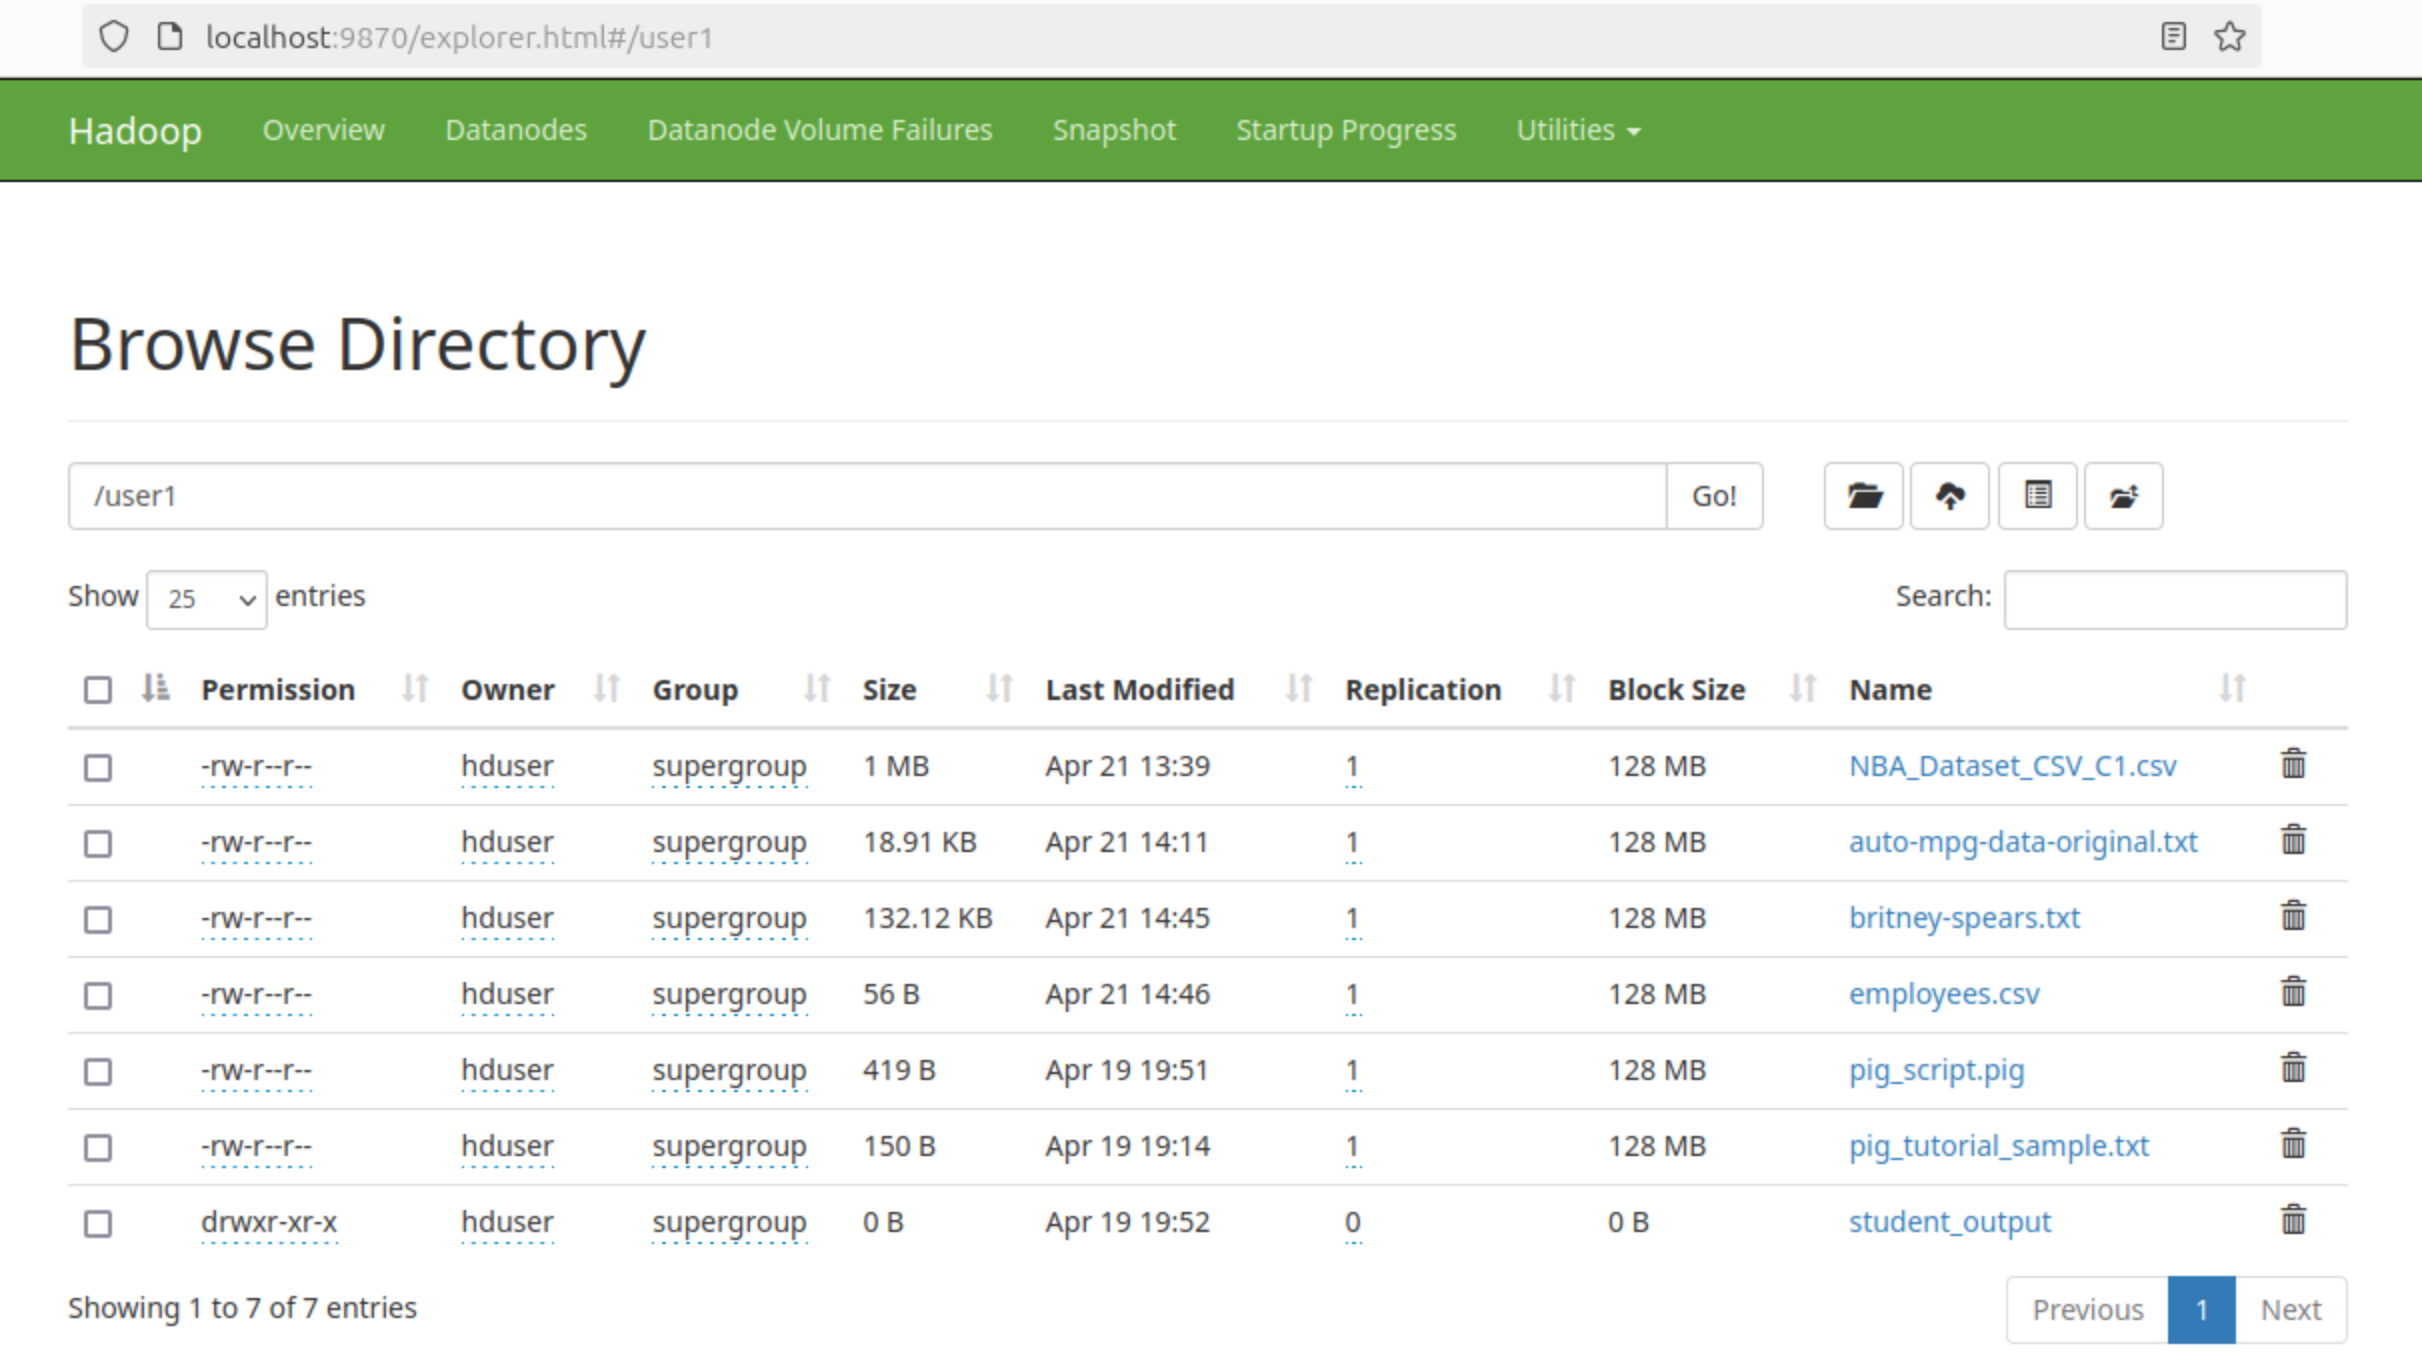 localhost:9870/explorer.html#/user1
Hadoop Overview Datanodes Datanode Volume Failures Snapshot Startup Progress Utilities
Browse Directory
/user1 Go!
Show 25 entries Search:
Permission Owner Group Size Last Modified Replication Block Size Name
-rw-r--r-- hduser supergroup 1 MB Apr 21 13:39 1 128 MB NBA_Dataset_CSV_C1.csv
-rw-r--r-- hduser supergroup 18.91 KB Apr 21 14:11 1 128 MB auto-mpg-data-original.txt
-rw-r--r-- hduser supergroup 132.12 KB Apr 21 14:45 1 128 MB britney-spears.txt
-rw-r--r-- hduser supergroup 56 B Apr 21 14:46 1 128 MB employees.csv
-rw-r--r-- hduser supergroup 419 B Apr 19 19:51 1 128 MB pig_script.pig
-rw-r--r-- hduser supergroup 150 B Apr 19 19:14 1 128 MB pig_tutorial_sample.txt
drwxr-xr-x hduser supergroup 0 B Apr 19 19:52 0 0 B student_output
Showing 1 to 7 of 7 entries Previous 1 Next